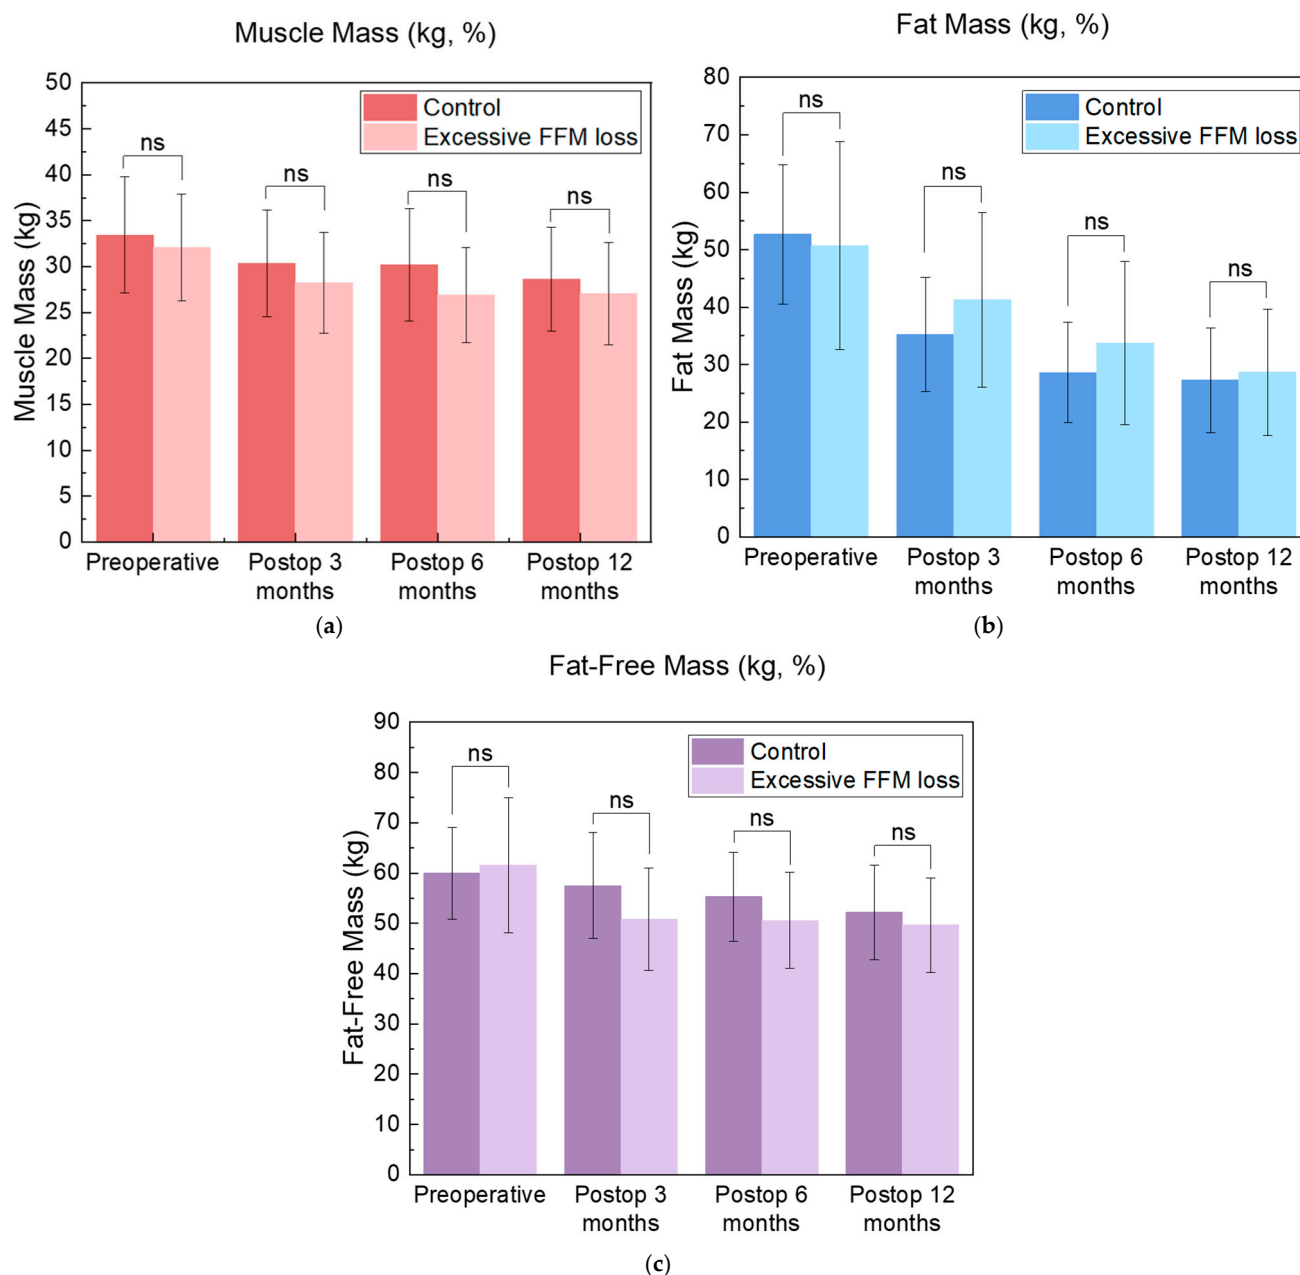 Muscle Mass (kg, %)
50
45
40
35
30
25
20
15
10
5
0
Muscle Mass (kg)
Control
Excessive FFM loss
ns
ns
ns
ns
Preoperative
Postop 3
months
Postop 6
months
Postop 12
months
(a)
Fat Mass (kg, %)
80
70
60
50
40
30
20
10
0
Fat Mass (kg)
Control
Excessive FFM loss
ns
ns
ns
ns
Preoperative
Postop 3
months
Postop 6
months
Postop 12
months
(b)
Fat-Free Mass (kg, %)
90
80
70
60
50
40
30
20
10
0
Fat-Free Mass (kg)
Control
Excessive FFM loss
ns
ns
ns
ns
Preoperative
Postop 3
months
Postop 6
months
Postop 12
months
(c)